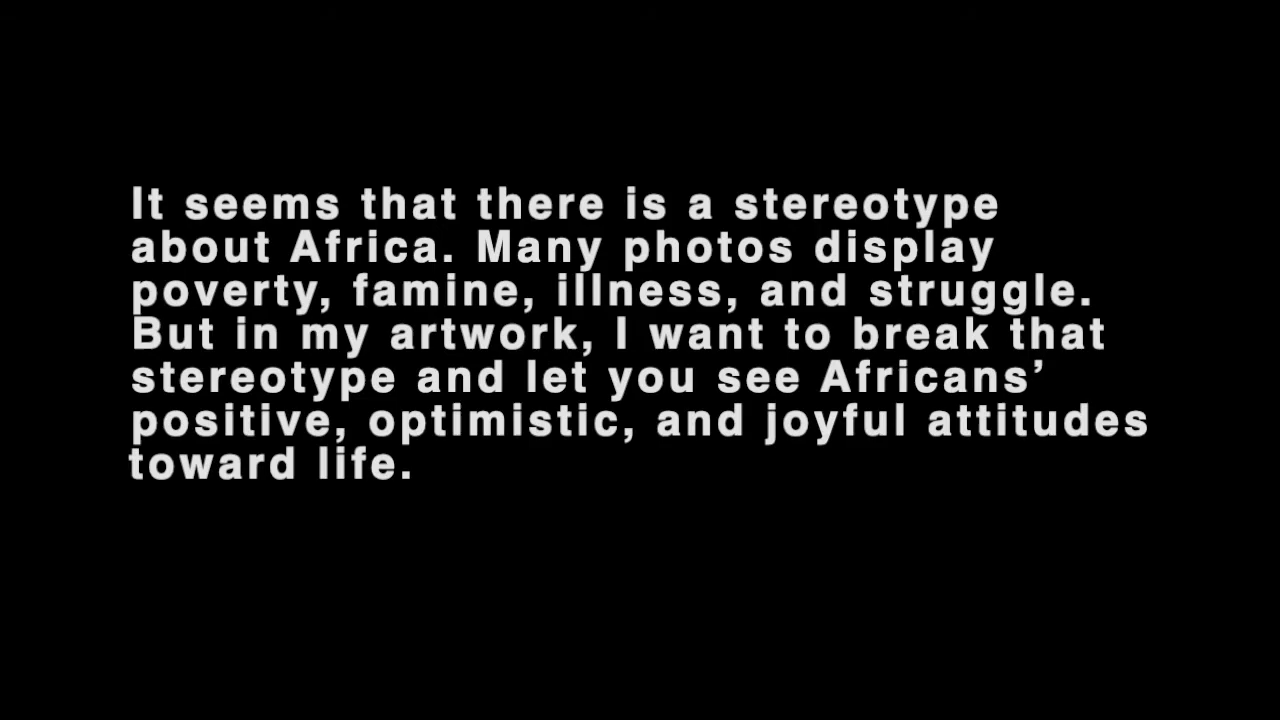 It seems that there is a stereotype
about Africa. Many photos display
poverty, famine, illness, and struggle.
But in my artwork, I want to break that
stereotype and let you see Africans’
positive, optimistic, and joyful attitudes
toward life.